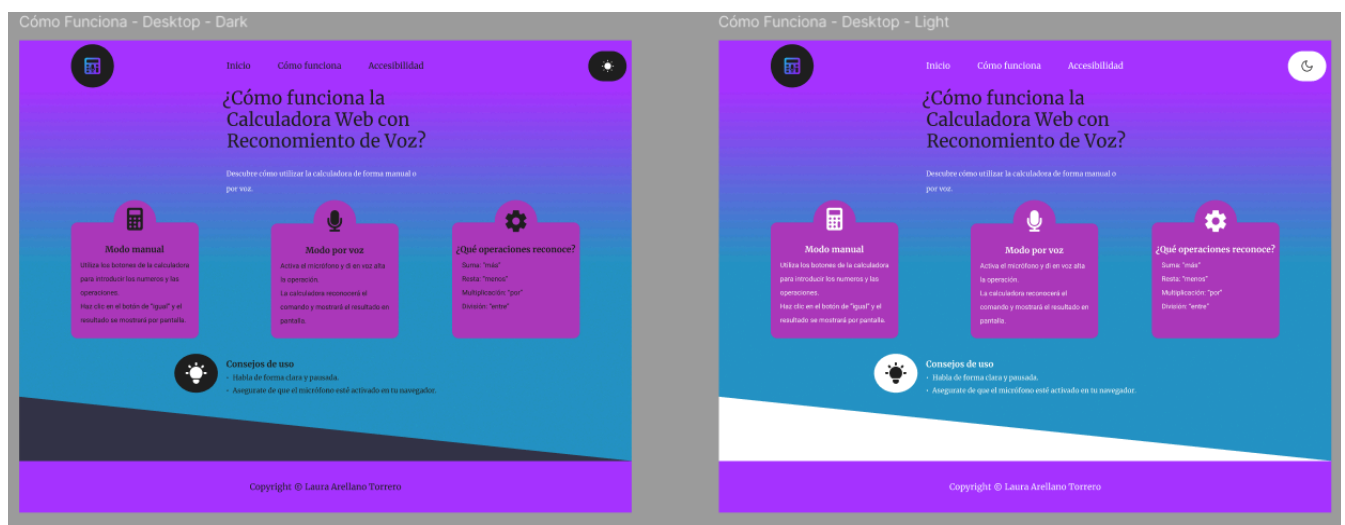 Cómo Funciona - Desktop - Dark
Inicio Cómo funciona Accesibilidad
¿Cómo funciona la
Calculadora Web con
Reconomiento de Voz?
Descubre cómo utilizar la calculadora de forma manual o
por voz.
Modo manual
Utiliza los botones de la calculadora
para introducir los numeros y las
operaciones.
Haz clic en el botón de "igual" y el
resultado se mostrará por pantalla.
Modo por voz
Activa el micrófono y di en voz alta
la operación.
La calculadora reconocerá el
comando y mostrará el resultado en
pantalla.
¿Qué operaciones reconoce?
Suma: "más"
Resta: "menos"
Multiplicación: "por"
División: "entre"
Consejos de uso
· Habla de forma clara y pausada.
· Asegurate de que el micrófono esté activado en tu navegador.
Copyright © Laura Arellano Torrero
Cómo Funciona - Desktop - Light
Inicio Cómo funciona Accesibilidad
¿Cómo funciona la
Calculadora Web con
Reconomiento de Voz?
Descubre cómo utilizar la calculadora de forma manual o
por voz.
Modo manual
Utiliza los botones de la calculadora
para introducir los numeros y las
operaciones.
Haz clic en el botón de "igual" y el
resultado se mostrará por pantalla.
Modo por voz
Activa el micrófono y di en voz alta
la operación.
La calculadora reconocerá el
comando y mostrará el resultado en
pantalla.
¿Qué operaciones reconoce?
Suma: "más"
Resta: "menos"
Multiplicación: "por"
División: "entre"
Consejos de uso
· Habla de forma clara y pausada.
· Asegurate de que el micrófono esté activado en tu navegador.
Copyright © Laura Arellano Torrero